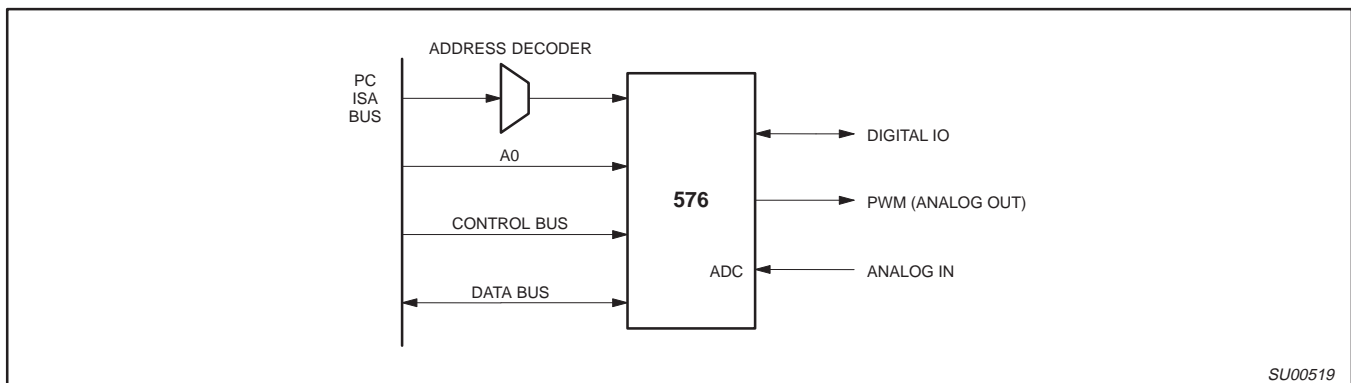 ADDRESS DECODER
PC
ISA
BUS
A0
CONTROL BUS
DATA BUS
576
ADC
DIGITAL IO
PWM (ANALOG OUT)
ANALOG IN
SU00519